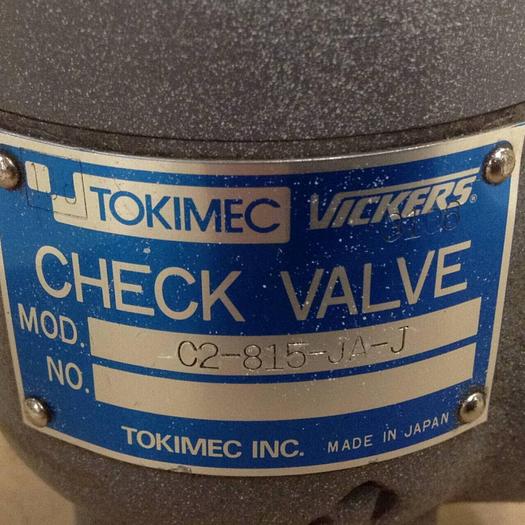 TOKIMEC VICKERS®
CHECK VALVE
MOD. C2-815-JA-J
NO.
TOKIMEC INC. MADE IN JAPAN